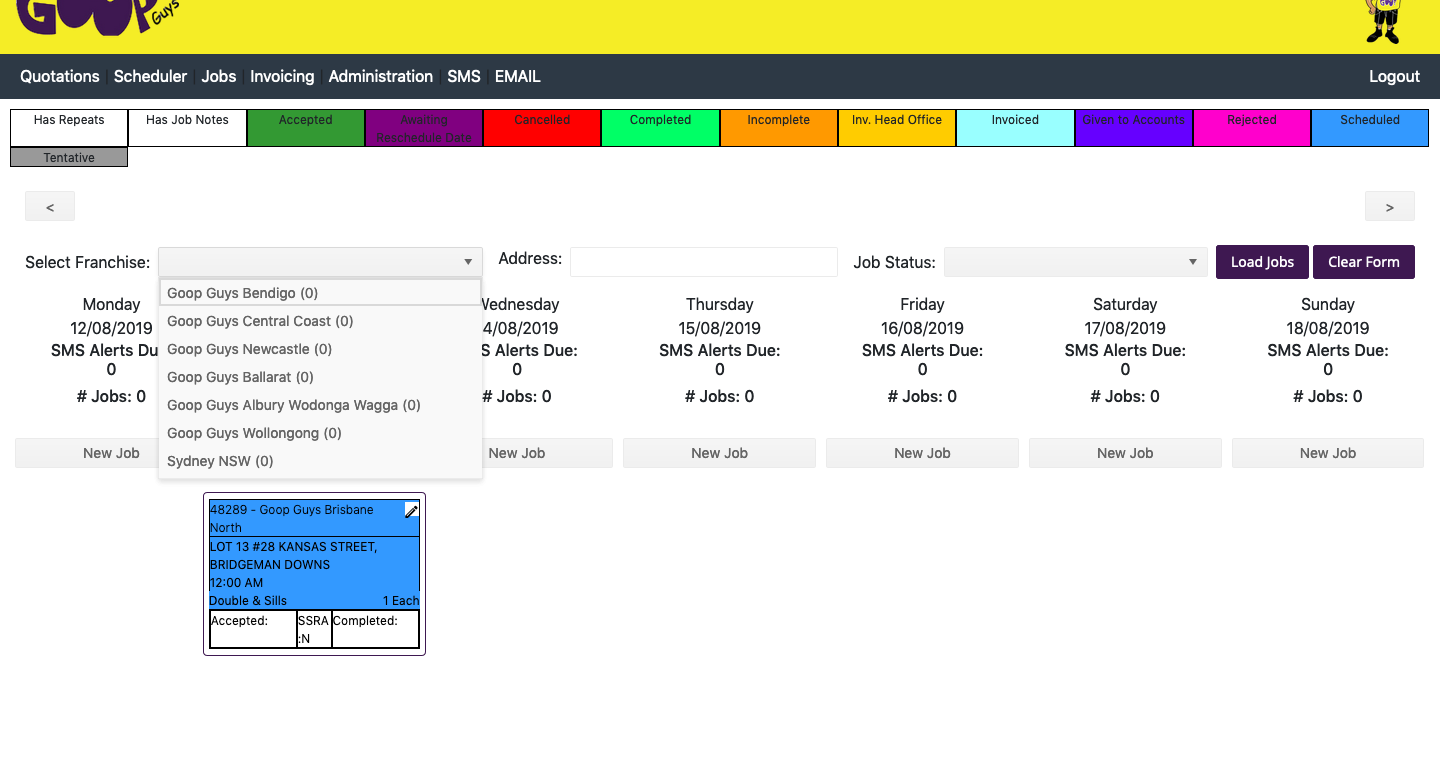 GOOP
Guys
Quotations Scheduler Jobs Invoicing Administration SMS EMAIL Logout
Has Repeats Has Job Notes Accepted Awaiting Cancelled Completed Incomplete Inv. Head Office Invoiced Given to Accounts Rejected Scheduled
Reschedule Date
Tentative
< >
Select Franchise: Address: Job Status: Load Jobs Clear Form
Goop Guys Bendigo (0)
Goop Guys Central Coast (0)
Goop Guys Newcastle (0)
Goop Guys Ballarat (0)
Goop Guys Albury Wodonga Wagga (0)
Goop Guys Wollongong (0)
Sydney NSW (0)
Monday Wednesday Thursday Friday Saturday Sunday
12/08/2019 4/08/2019 15/08/2019 16/08/2019 17/08/2019 18/08/2019
SMS Alerts Du S Alerts Due: SMS Alerts Due: SMS Alerts Due: SMS Alerts Due: SMS Alerts Due:
0 0 0 0 0 0
# Jobs: 0 # Jobs: 0 # Jobs: 0 # Jobs: 0 # Jobs: 0 # Jobs: 0
New Job New Job New Job New Job New Job New Job
48289 - Goop Guys Brisbane
North
LOT 13 #28 KANSAS STREET,
BRIDGEMAN DOWNS
12:00 AM
Double & Sills 1 Each
Accepted: SSRA Completed:
:N